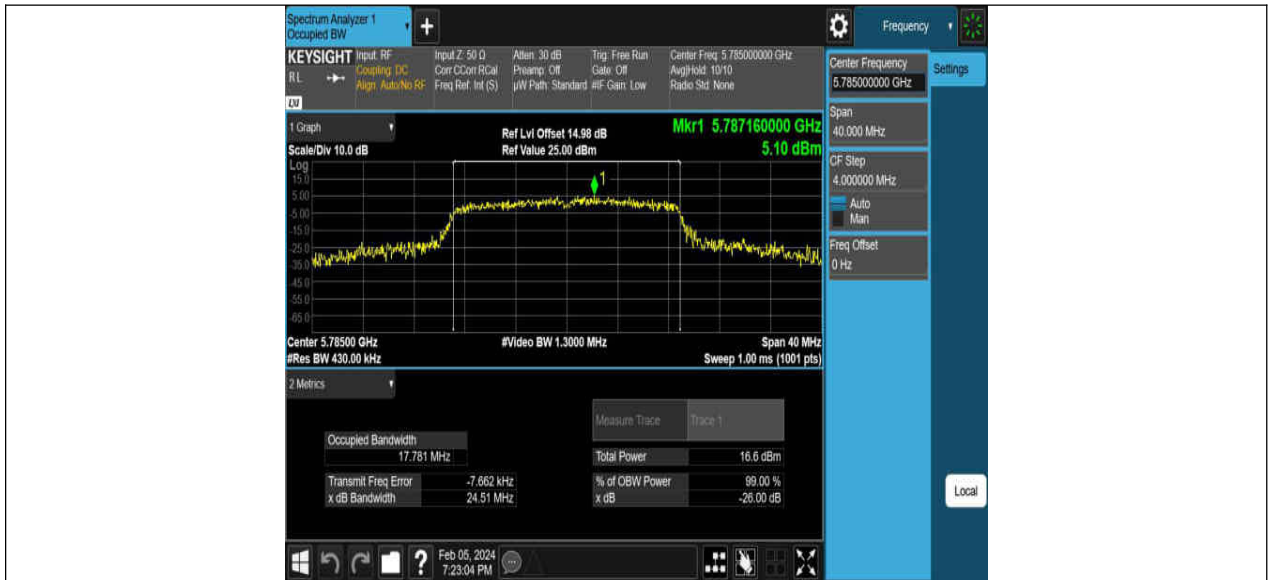 Spectrum Analyzer 1
Occupied BW
+
Frequency
KEYSIGHT
RL
LXI
Input: RF
Coupling: DC
Align: Auto/No RF
Input Z: 50 Ω
Corr CCorr RCal
Freq Ref: Int (S)
Atten: 30 dB
Preamp: Off
µW Path: Standard
Trig: Free Run
Gate: Off
#IF Gain: Low
Center Freq: 5.785000000 GHz
Avg|Hold: 10/10
Radio Std: None
Center Frequency
5.785000000 GHz
Settings
Span
40.000 MHz
CF Step
4.000000 MHz
Auto
Man
Freq Offset
0 Hz
Local
1 Graph
Scale/Div 10.0 dB
Ref Lvl Offset 14.98 dB
Ref Value 25.00 dBm
Mkr1 5.787160000 GHz
5.10 dBm
Log
15.0
5.00
-5.00
-15.0
-25.0
-35.0
-45.0
-55.0
-65.0
1
Center 5.78500 GHz
#Res BW 430.00 kHz
#Video BW 1.3000 MHz
Span 40 MHz
Sweep 1.00 ms (1001 pts)
2 Metrics
Measure Trace Trace 1
Occupied Bandwidth
17.781 MHz
Total Power 16.6 dBm
Transmit Freq Error -7.662 kHz
% of OBW Power 99.00 %
x dB Bandwidth 24.51 MHz
x dB -26.00 dB
?
Feb 05, 2024
7:23:04 PM